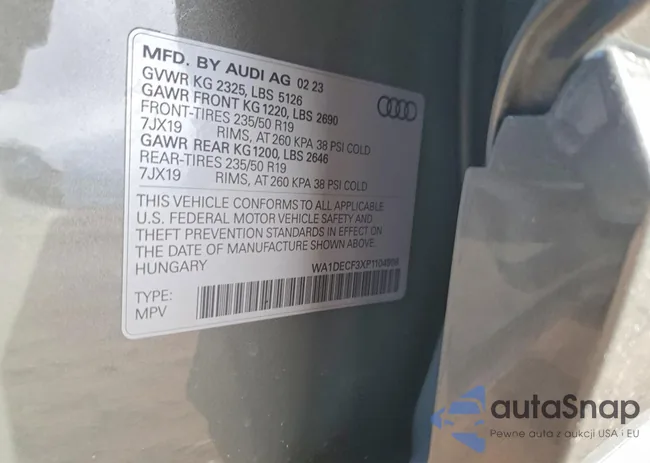 MFD. BY AUDI AG 02 23
GVWR KG 2325, LBS 5126
GAWR FRONT KG1220, LBS 2690
FRONT-TIRES 235/50 R19
7JX19 RIMS, AT 260 KPA 38 PSI COLD
GAWR REAR KG1200, LBS 2646
REAR-TIRES 235/50 R19
7JX19 RIMS, AT 260 KPA 38 PSI COLD
THIS VEHICLE CONFORMS TO ALL APPLICABLE
U.S. FEDERAL MOTOR VEHICLE SAFETY AND
THEFT PREVENTION STANDARDS IN EFFECT ON
THE DATE OF MANUFACTURE SHOWN ABOVE.
HUNGARY
TYPE:
MPV
autaSnap
Pewne auta z aukcji USA i EU